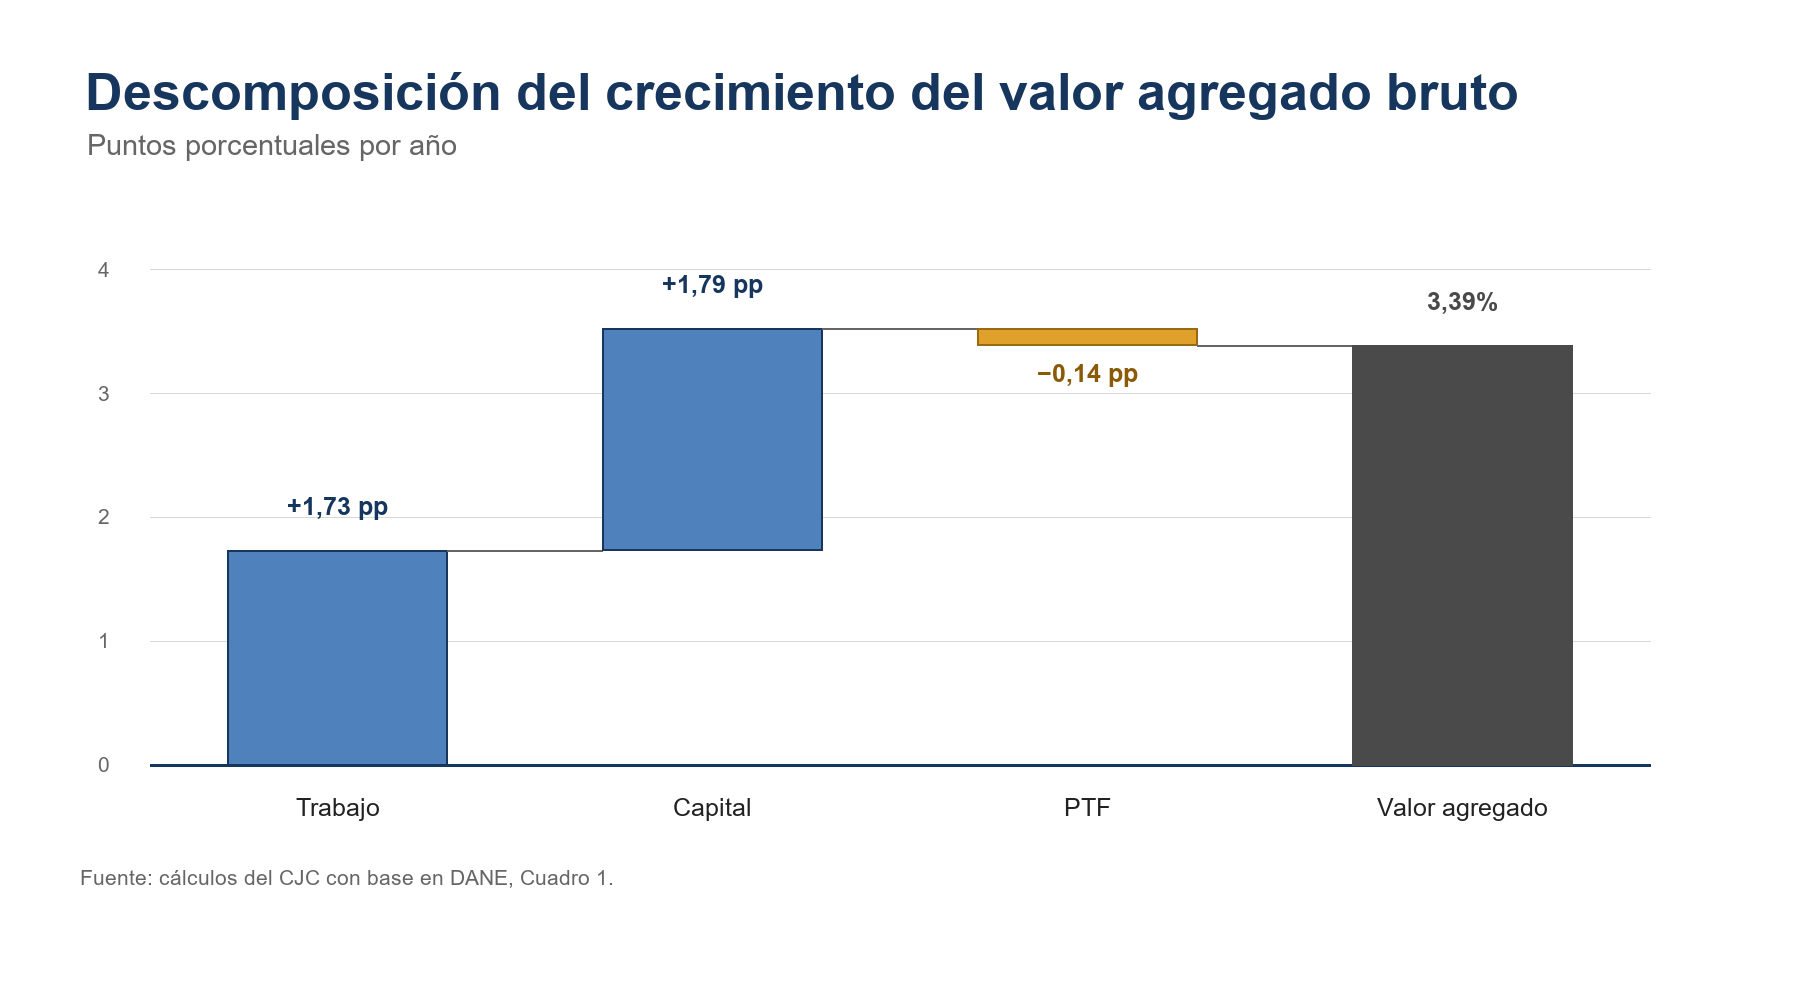 Descomposición del crecimiento del valor agregado bruto
Puntos porcentuales por año
4
3
2
1
0
+1,73 pp
+1,79 pp
−0,14 pp
3,39%
Trabajo
Capital
PTF
Valor agregado
Fuente: cálculos del CJC con base en DANE, Cuadro 1.